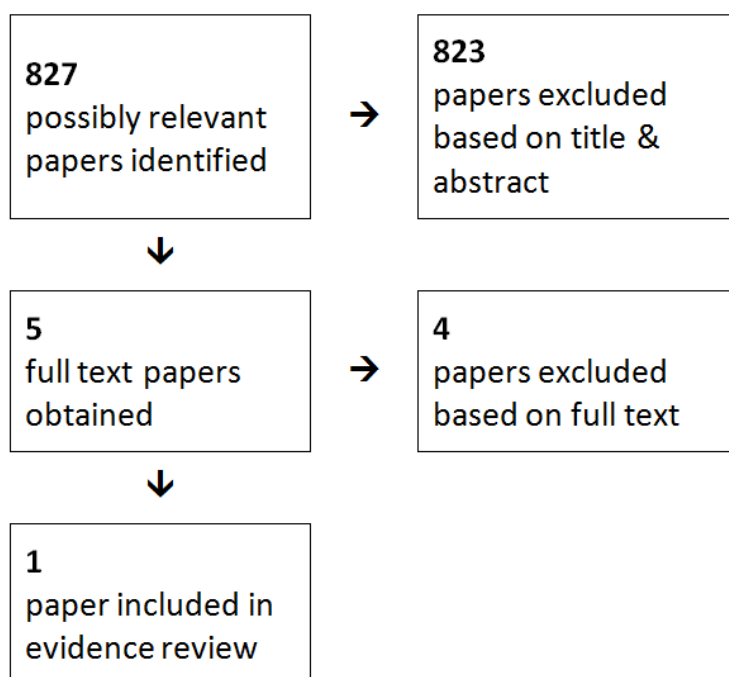 827
possibly relevant
papers identified
823
papers excluded
based on title &
abstract
5
full text papers
obtained
4
papers excluded
based on full text
1
paper included in
evidence review